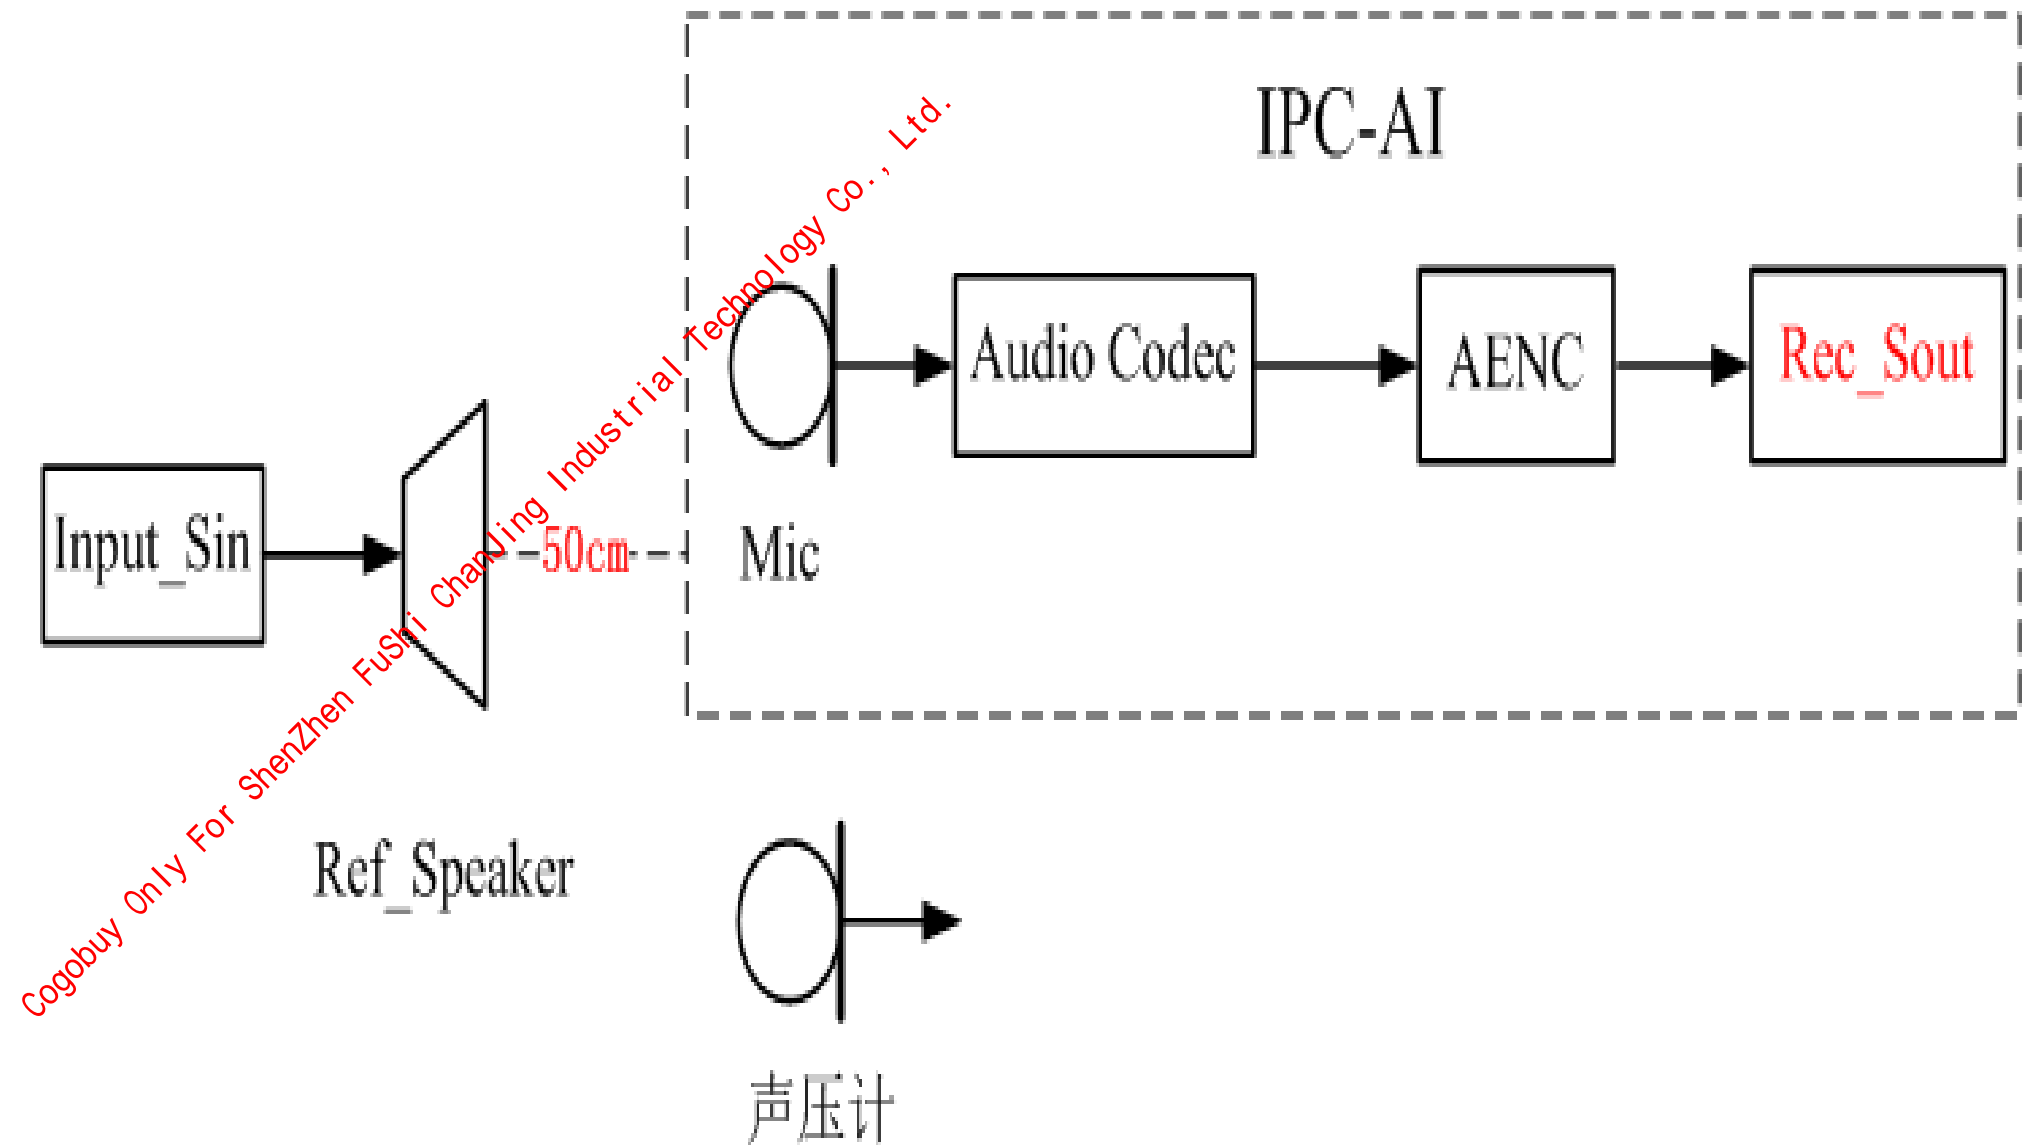 IPC-AI
Audio Codec
AENC
Rec_Sout
Input_Sin
50cm
Mic
Ref_Speaker
声压计
Cogobuy Only For ShenZhen FuShi ChanJing Industrial Technology Co., Ltd.